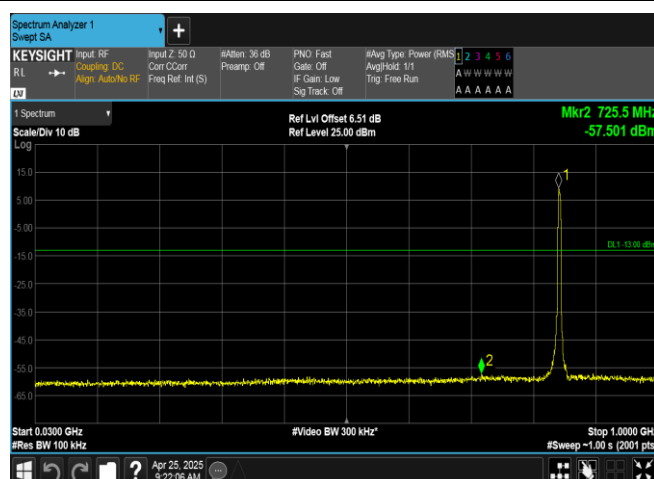 Spectrum Analyzer 1
Swept SA
+
KEYSIGHT
RL
LXI
Input: RF
Coupling: DC
Align: Auto/No RF
Input Z: 50 Ω
Corr CCorr
Freq Ref: Int (S)
#Atten: 36 dB
Preamp: Off
PNO: Fast
Gate: Off
IF Gain: Low
Sig Track: Off
#Avg Type: Power (RMS
Avg|Hold: 1/1
Trig: Free Run
1 2 3 4 5 6
A W W W W W
A A A A A A
1 Spectrum
Scale/Div 10 dB
Log
Ref Lvl Offset 6.51 dB
Ref Level 25.00 dBm
Mkr2 725.5 MHz
-57.501 dBm
15.0
5.00
-5.00
-15.0
-25.0
-35.0
-45.0
-55.0
-65.0
1
DL1 -13.00 dBm
2
Start 0.0300 GHz
#Res BW 100 kHz
#Video BW 300 kHz*
Stop 1.0000 GHz
#Sweep ~1.00 s (2001 pts
?
Apr 25, 2025
9:22:06 AM